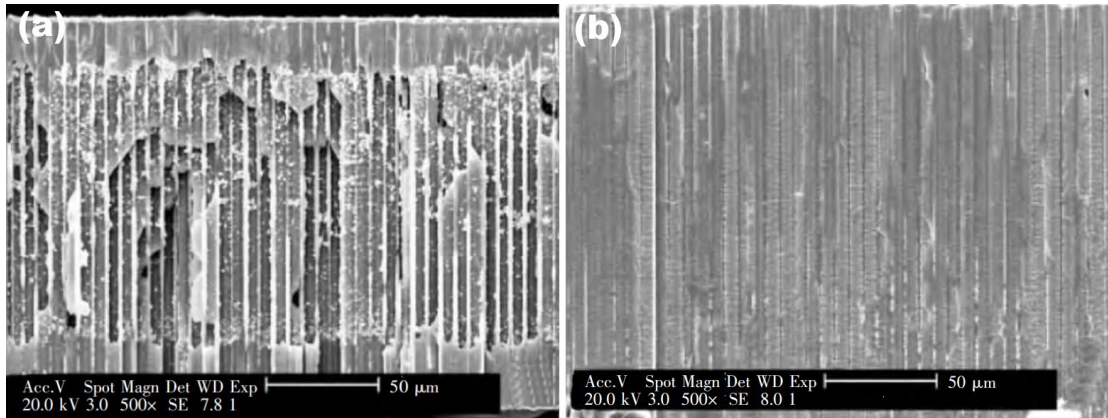 (a)
Acc.V Spot Magn Det WD Exp
20.0 kV 3.0 500× SE 7.8 1
50 μm
(b)
Acc.V Spot Magn Det WD Exp
20.0 kV 3.0 500× SE 8.0 1
50 μm